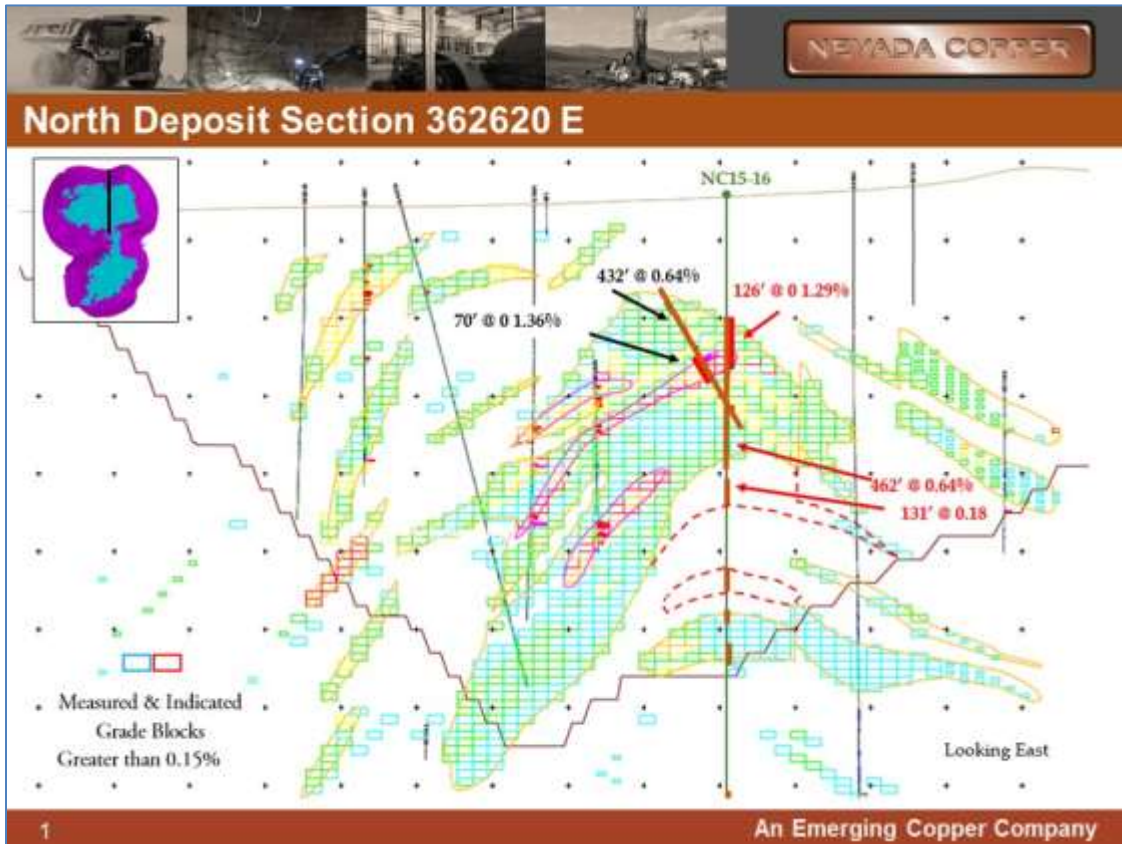 NEVADA COPPER
North Deposit Section 362620 E
NC15-16
432' @ 0.64%
126' @ 0 1.29%
70' @ 0 1.36%
462' @ 0.64%
131' @ 0.18
Measured & Indicated
Grade Blocks
Greater than 0.15%
Looking East
1
An Emerging Copper Company